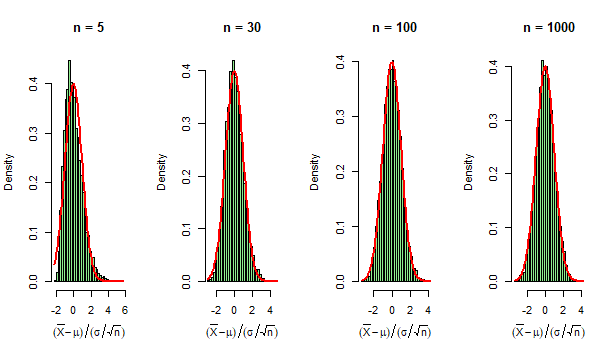 n = 5
n = 30
n = 100
n = 1000
Density
0.0 0.1 0.2 0.3 0.4
-2 0 2 4 6
(X̅−μ)/(σ/√n)
Density
0.0 0.1 0.2 0.3 0.4
-2 0 2 4
(X̅−μ)/(σ/√n)
Density
0.0 0.1 0.2 0.3 0.4
-2 0 2 4
(X̅−μ)/(σ/√n)
Density
0.0 0.1 0.2 0.3 0.4
-2 0 2 4
(X̅−μ)/(σ/√n)